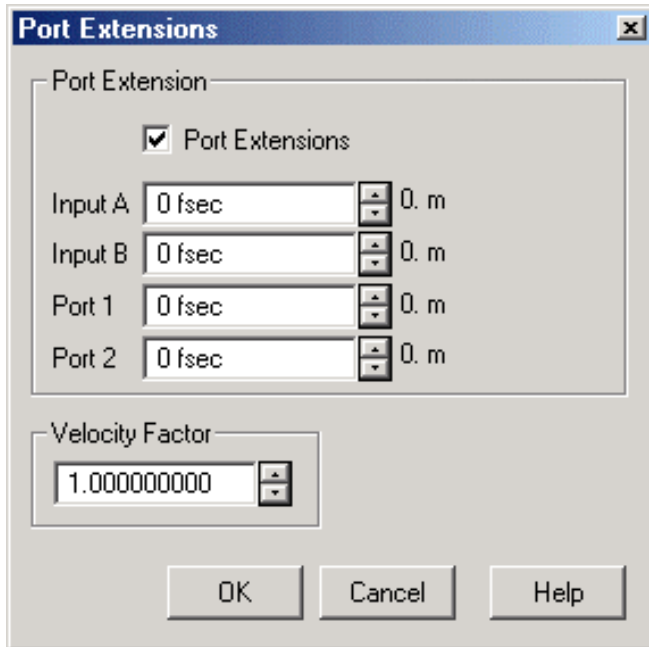 Port Extensions
Port Extension
Port Extensions
Input A 0 fsec 0. m
Input B 0 fsec 0. m
Port 1 0 fsec 0. m
Port 2 0 fsec 0. m
Velocity Factor
1.000000000
OK Cancel Help